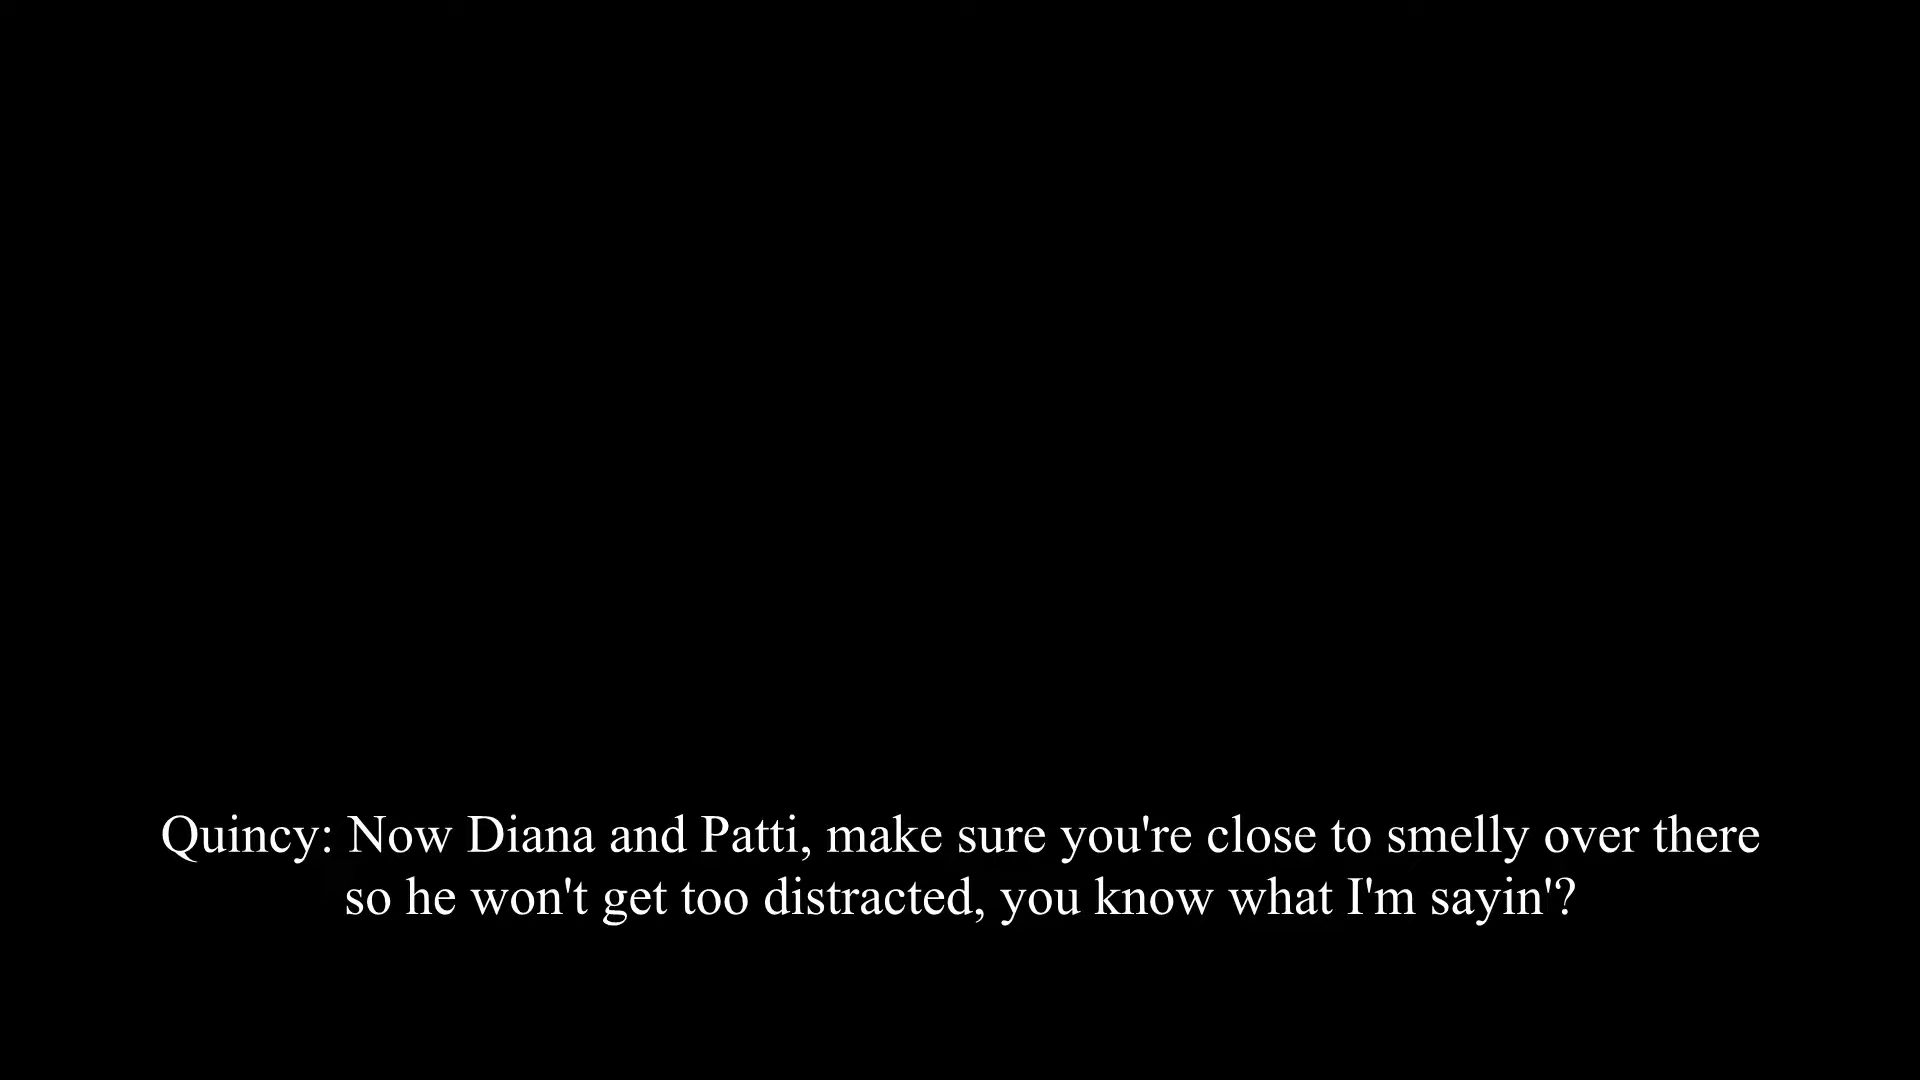 Quincy: Now Diana and Patti, make sure you're close to smelly over there
so he won't get too distracted, you know what I'm sayin'?